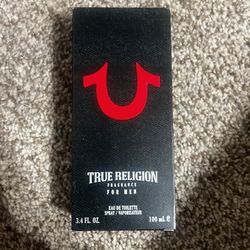 TRUE RELIGION
FRAGRANCE
FOR MEN
EAU DE TOILETTE
SPRAY / VAPORISATEUR
3.4 FL. OZ. 100 mL e